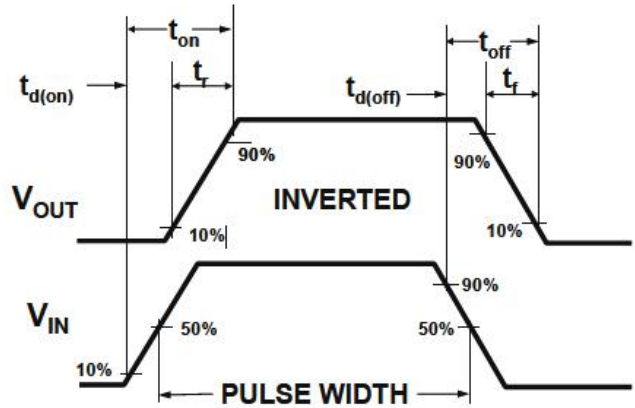 t_on
t_off
t_d(on)
t_r
t_d(off)
t_f
90%
90%
V_OUT
INVERTED
10%
10%
90%
V_IN
50%
50%
10%
PULSE WIDTH